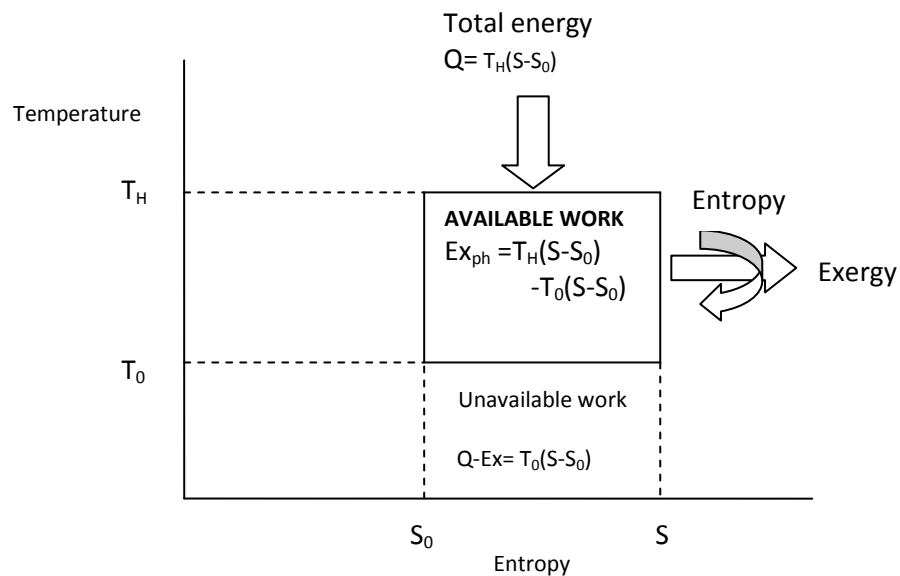 Total energy
Q= T_H(S-S_0)
Temperature
T_H
AVAILABLE WORK
Ex_ph =T_H(S-S_0)
-T_0(S-S_0)
Entropy
Exergy
T_0
Unavailable work
Q-Ex= T_0(S-S_0)
S_0
S
Entropy